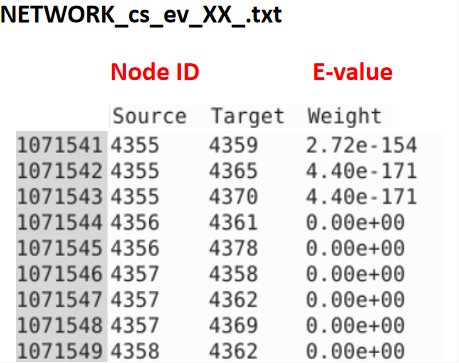 NETWORK_cs_ev_XX_.txt
Node ID E-value
Source Target Weight
1071541 4355 4359 2.72e-154
1071542 4355 4365 4.40e-171
1071543 4355 4370 4.40e-171
1071544 4356 4361 0.00e+00
1071545 4356 4378 0.00e+00
1071546 4357 4358 0.00e+00
1071547 4357 4362 0.00e+00
1071548 4357 4369 0.00e+00
1071549 4358 4362 0.00e+00